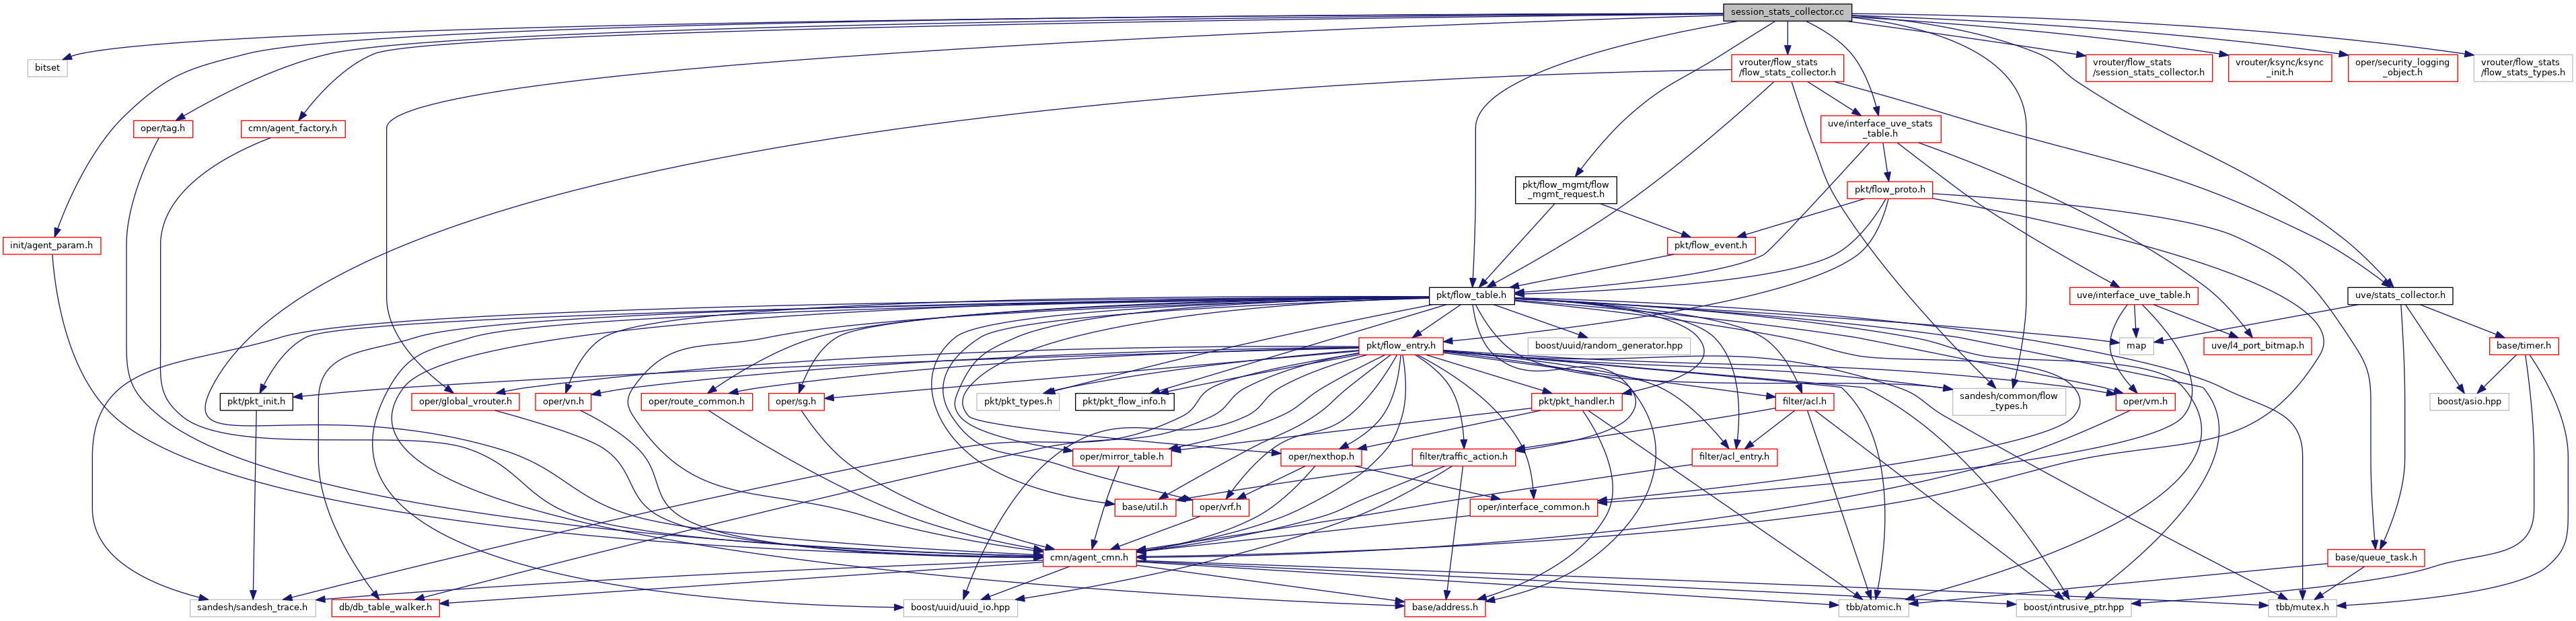 session_stats_collector.cc
bitset
vrouter/flow_stats
/flow_stats_collector.h
vrouter/flow_stats
/session_stats_collector.h
vrouter/ksync/ksync
_init.h
oper/security_logging
_object.h
vrouter/flow_stats
/flow_stats_types.h
oper/tag.h
cmn/agent_factory.h
uve/interface_uve_stats
_table.h
pkt/flow_mgmt/flow
_mgmt_request.h
pkt/flow_proto.h
init/agent_param.h
pkt/flow_event.h
pkt/flow_table.h
uve/interface_uve_table.h
uve/stats_collector.h
pkt/flow_entry.h
boost/uuid/random_generator.hpp
map
uve/l4_port_bitmap.h
base/timer.h
pkt/pkt_init.h
oper/global_vrouter.h
oper/vn.h
oper/route_common.h
oper/sg.h
pkt/pkt_types.h
pkt/pkt_flow_info.h
pkt/pkt_handler.h
filter/acl.h
sandesh/common/flow
_types.h
oper/vm.h
boost/asio.hpp
oper/mirror_table.h
oper/nexthop.h
filter/traffic_action.h
filter/acl_entry.h
base/util.h
oper/vrf.h
oper/interface_common.h
cmn/agent_cmn.h
base/queue_task.h
sandesh/sandesh_trace.h
db/db_table_walker.h
boost/uuid/uuid_io.hpp
base/address.h
tbb/atomic.h
boost/intrusive_ptr.hpp
tbb/mutex.h